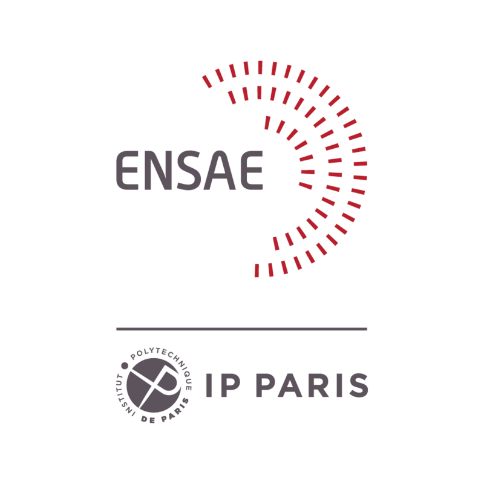 ENSAE
INSTITUT POLYTECHNIQUE DE PARIS
IP PARIS